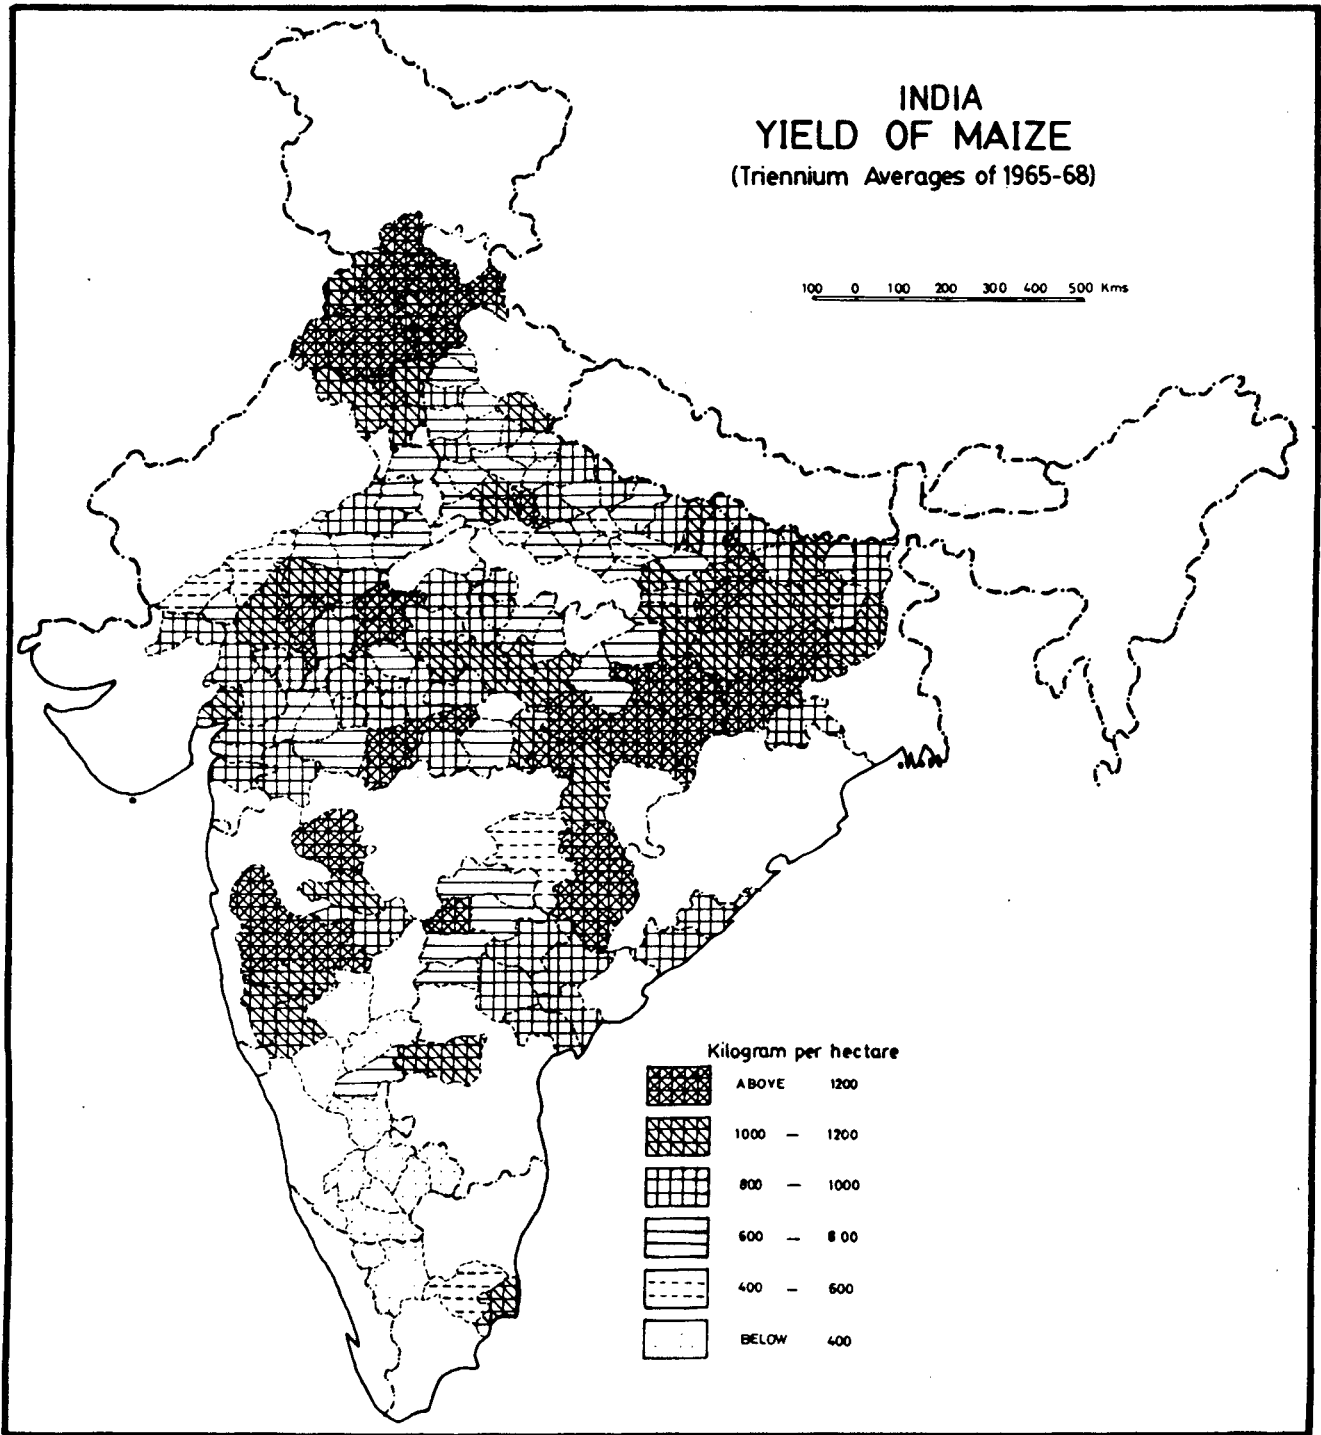 INDIA
YIELD OF MAIZE
(Triennium Averages of 1965-68)
100 0 100 200 300 400 500 Kms
Kilogram per hectare
ABOVE 1200
1000 — 1200
800 — 1000
600 — 800
400 — 600
BELOW 400